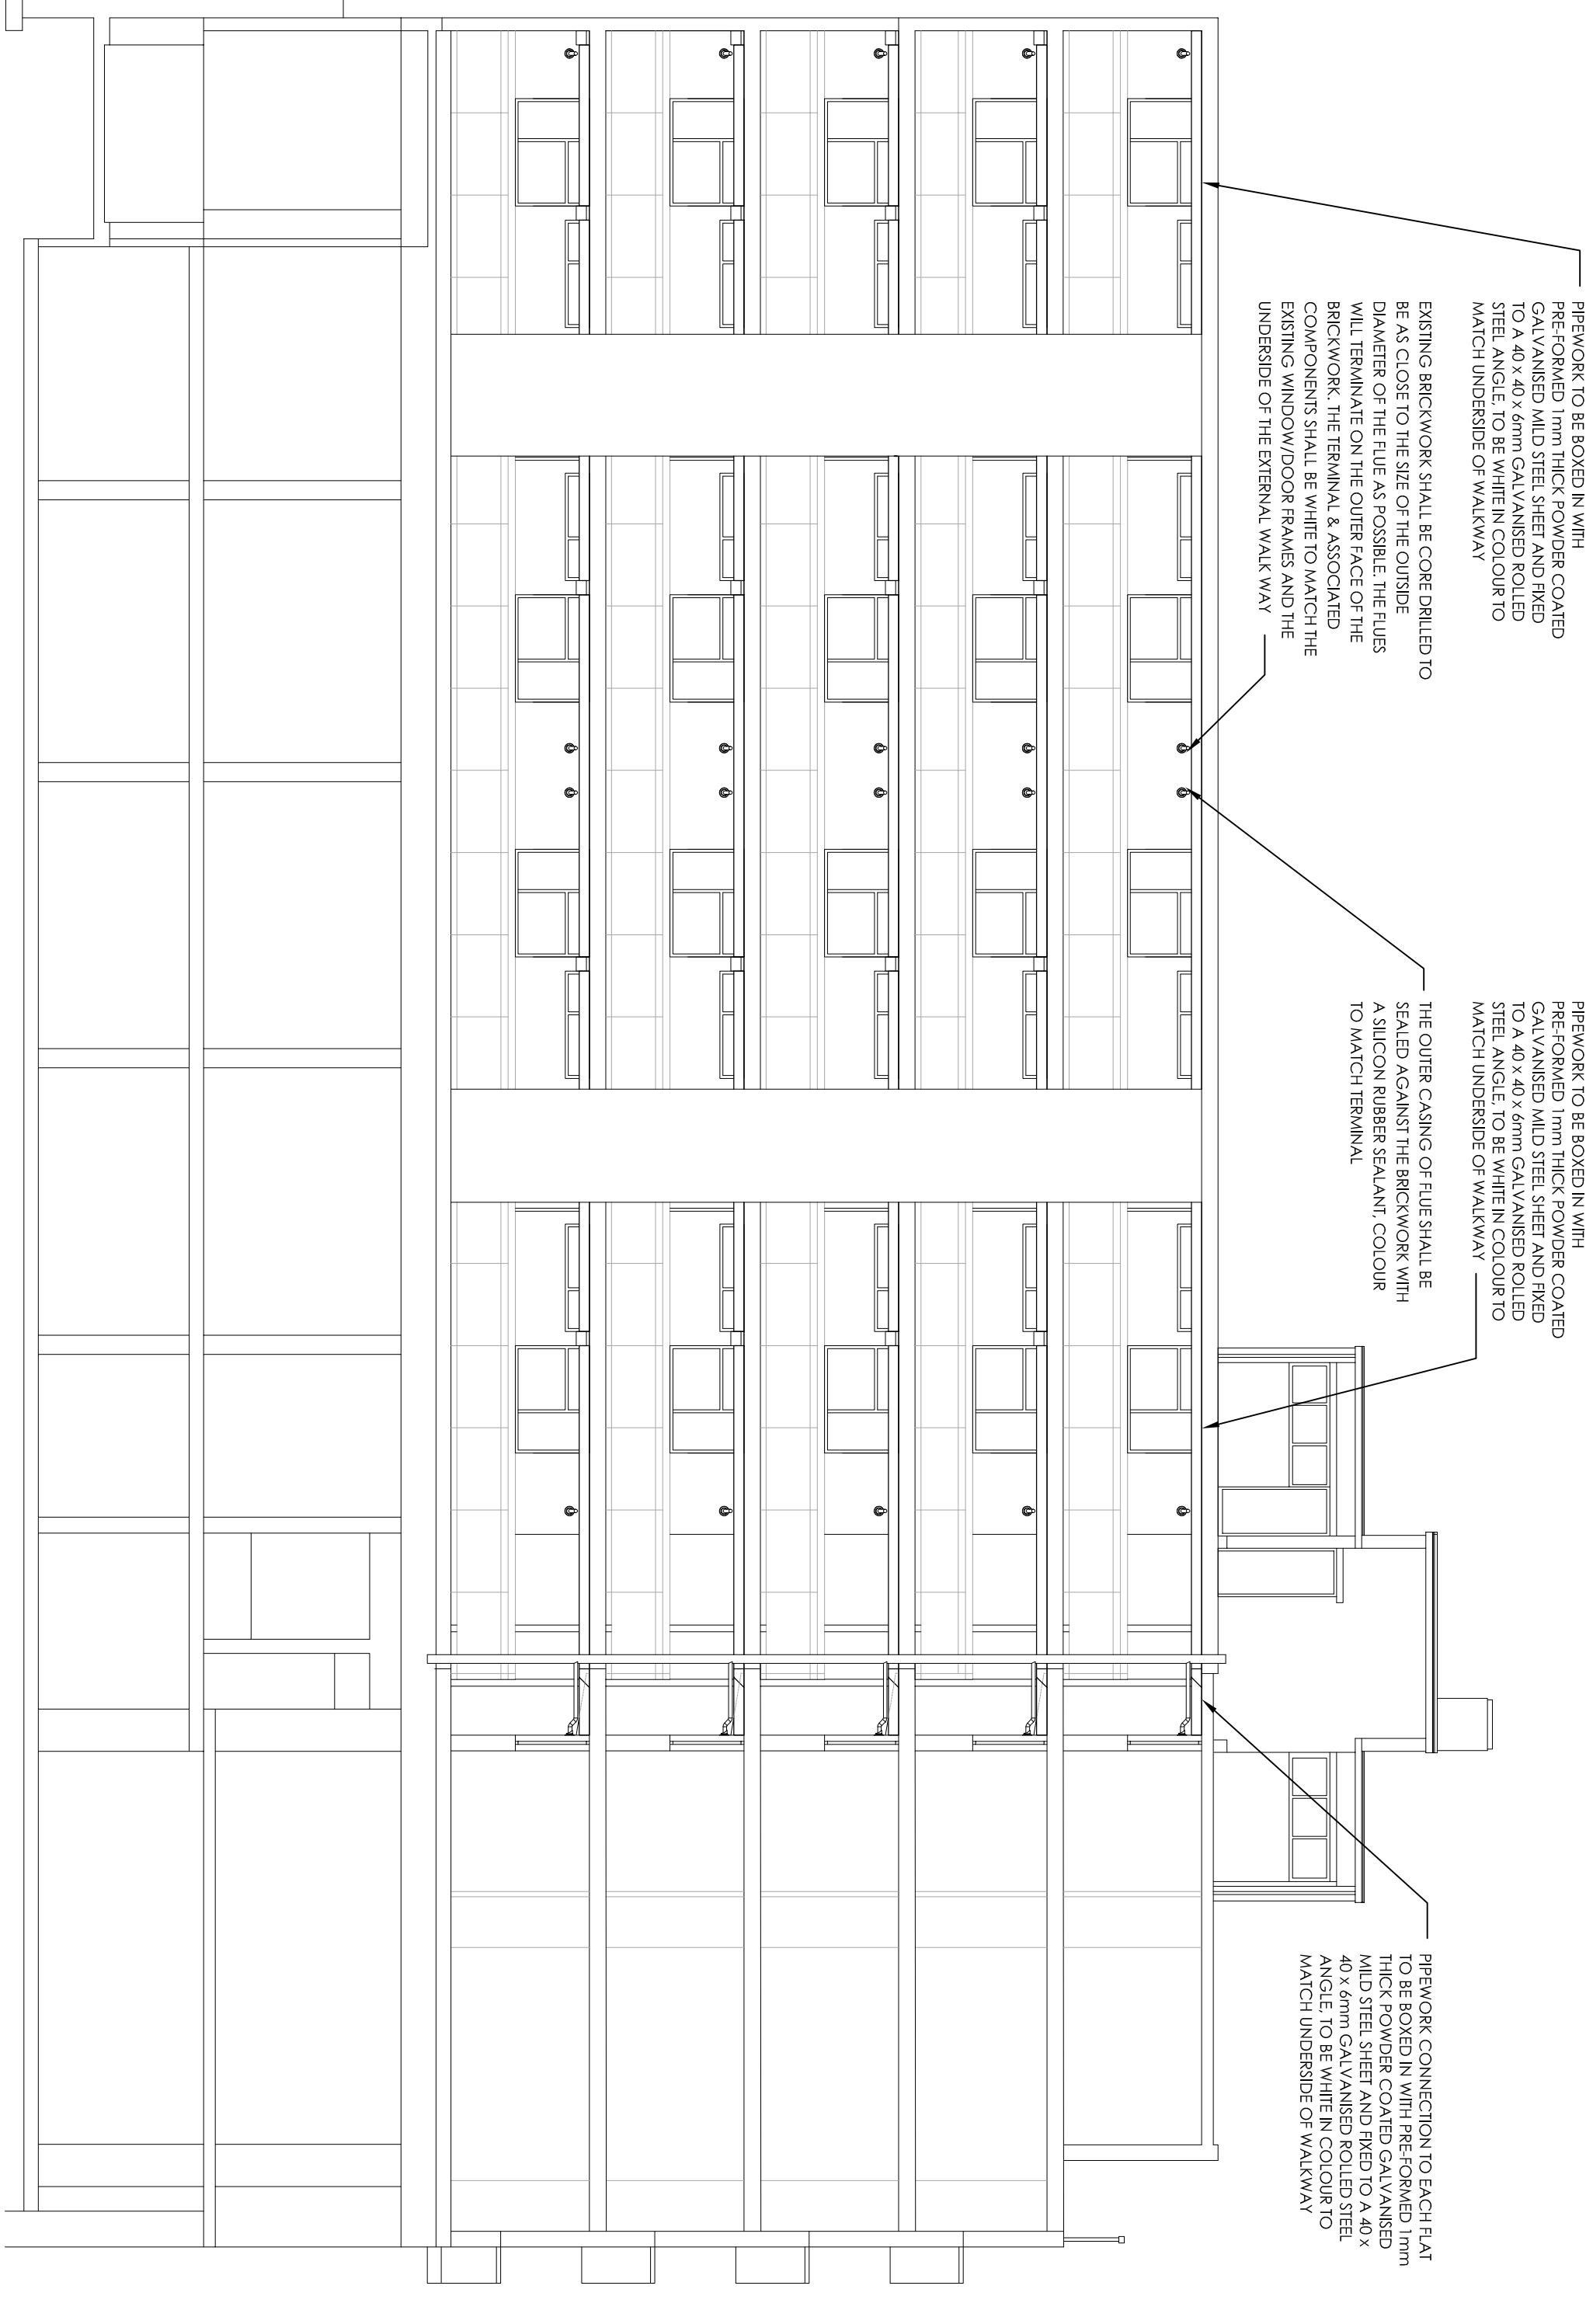 PIPEWORK TO BE BOXED IN WITH
PRE-FORMED 1mm THICK POWDER COATED
GALVANISED MILD STEEL SHEET AND FIXED
TO A 40 x 40 x 6mm GALVANISED ROLLED
STEEL ANGLE, TO BE WHITE IN COLOUR TO
MATCH UNDERSIDE OF WALKWAY
EXISTING BRICKWORK SHALL BE CORE DRILLED TO
BE AS CLOSE TO THE SIZE OF THE OUTSIDE
DIAMETER OF THE FLUE AS POSSIBLE. THE FLUES
WILL TERMINATE ON THE OUTER FACE OF THE
BRICKWORK. THE TERMINAL & ASSOCIATED
COMPONENTS SHALL BE WHITE TO MATCH THE
EXISTING WINDOW/DOOR FRAMES AND THE
UNDERSIDE OF THE EXTERNAL WALK WAY
PIPEWORK TO BE BOXED IN WITH
PRE-FORMED 1mm THICK POWDER COATED
GALVANISED MILD STEEL SHEET AND FIXED
TO A 40 x 40 x 6mm GALVANISED ROLLED
STEEL ANGLE, TO BE WHITE IN COLOUR TO
MATCH UNDERSIDE OF WALKWAY
THE OUTER CASING OF FLUE SHALL BE
SEALED AGAINST THE BRICKWORK WITH
A SILICON RUBBER SEALANT, COLOUR
TO MATCH TERMINAL
PIPEWORK CONNECTION TO EACH FLAT
TO BE BOXED IN WITH PRE-FORMED 1mm
THICK POWDER COATED GALVANISED
MILD STEEL SHEET AND FIXED TO A 40 x
40 x 6mm GALVANISED ROLLED STEEL
ANGLE, TO BE WHITE IN COLOUR TO
MATCH UNDERSIDE OF WALKWAY